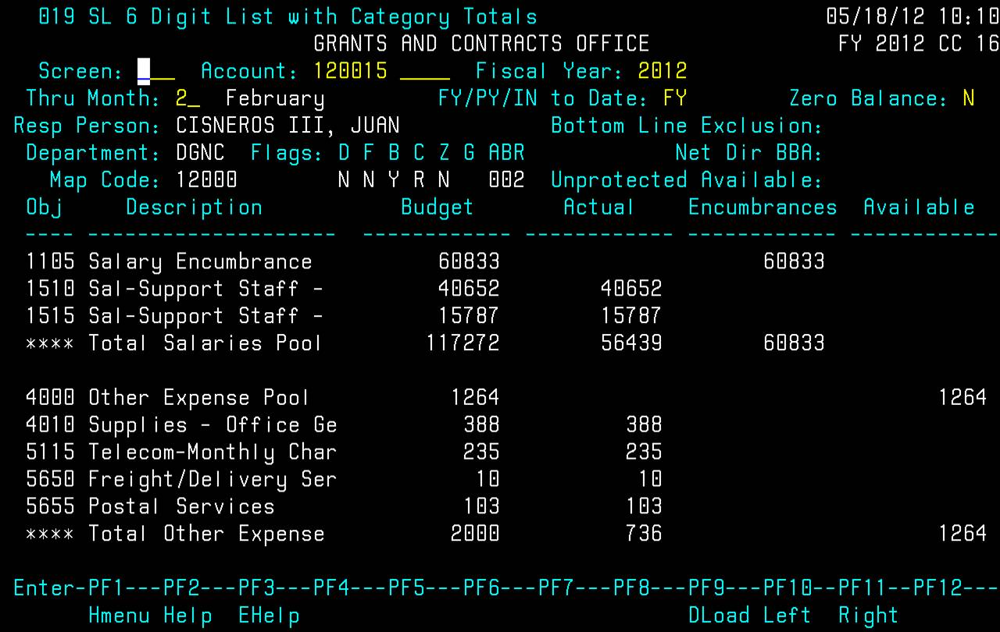 019 SL 6 Digit List with Category Totals 05/18/12 10:10
GRANTS AND CONTRACTS OFFICE FY 2012 CC 16
Screen: ___ Account: 120015 ____ Fiscal Year: 2012
Thru Month: 2_ February FY/PY/IN to Date: FY Zero Balance: N
Resp Person: CISNEROS III, JUAN Bottom Line Exclusion:
Department: DGNC Flags: D F B C Z G ABR Net Dir BBA:
Map Code: 12000 N N Y R N 002 Unprotected Available:
Obj Description Budget Actual Encumbrances Available
---- -------------------- ------------ ------------ ------------ ------------
1105 Salary Encumbrance 60833 60833
1510 Sal-Support Staff - 40652 40652
1515 Sal-Support Staff - 15787 15787
**** Total Salaries Pool 117272 56439 60833
4000 Other Expense Pool 1264 1264
4010 Supplies - Office Ge 388 388
5115 Telecom-Monthly Char 235 235
5650 Freight/Delivery Ser 10 10
5655 Postal Services 103 103
**** Total Other Expense 2000 736 1264
Enter-PF1---PF2---PF3---PF4---PF5---PF6---PF7---PF8---PF9---PF10--PF11--PF12---
Hmenu Help EHelp DLoad Left Right